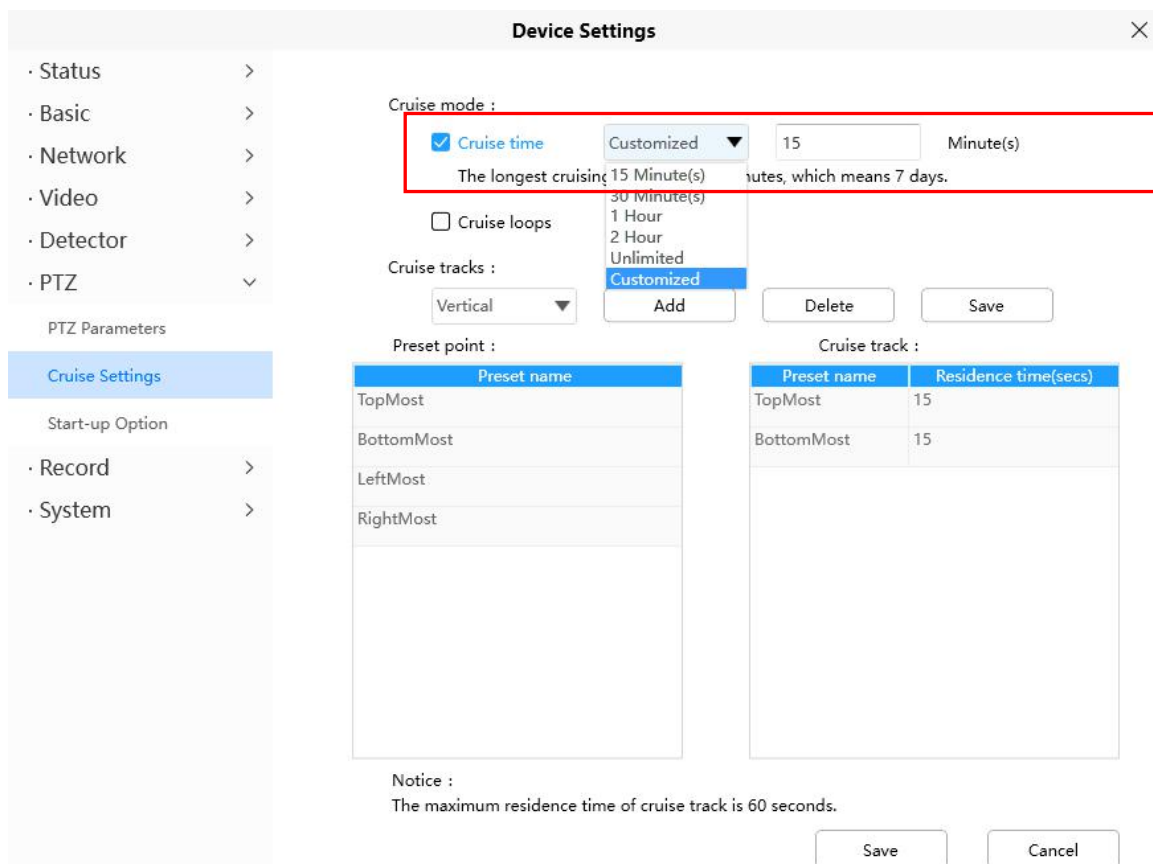 Device Settings
· Status
· Basic
· Network
· Video
· Detector
· PTZ
PTZ Parameters
Cruise Settings
Start-up Option
· Record
· System
Cruise mode :
Cruise time Customized 15 Minute(s)
The longest cruising utes, which means 7 days.
15 Minute(s)
30 Minute(s)
1 Hour
2 Hour
Unlimited
Customized
Cruise loops
Cruise tracks :
Vertical Add Delete Save
Preset point :
Preset name
TopMost
BottomMost
LeftMost
RightMost
Cruise track :
Preset name Residence time(secs)
TopMost 15
BottomMost 15
Notice :
The maximum residence time of cruise track is 60 seconds.
Save Cancel